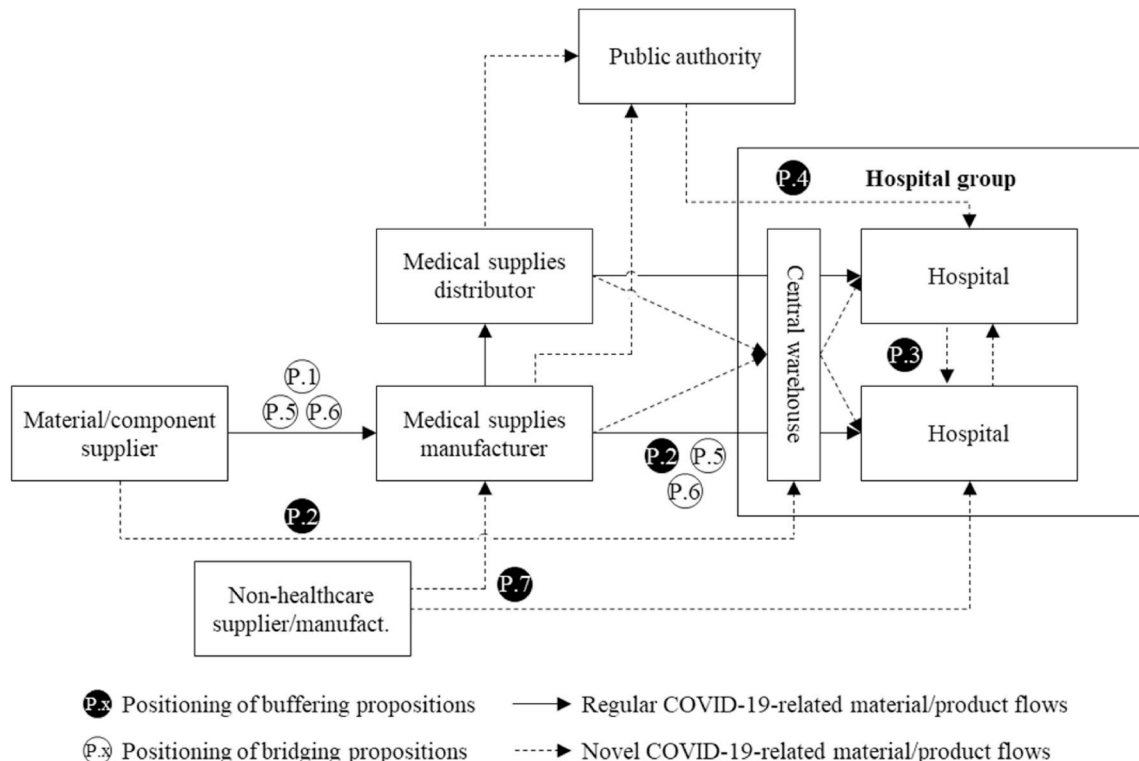 Public authority
P.4
Hospital group
Medical supplies
distributor
Central warehouse
Hospital
P.1
P.5
P.6
P.3
Material/component
supplier
Medical supplies
manufacturer
Hospital
P.2
P.5
P.6
P.2
P.7
Non-healthcare
supplier/manufact.
P.x Positioning of buffering propositions
Regular COVID-19-related material/product flows
P.x Positioning of bridging propositions
Novel COVID-19-related material/product flows